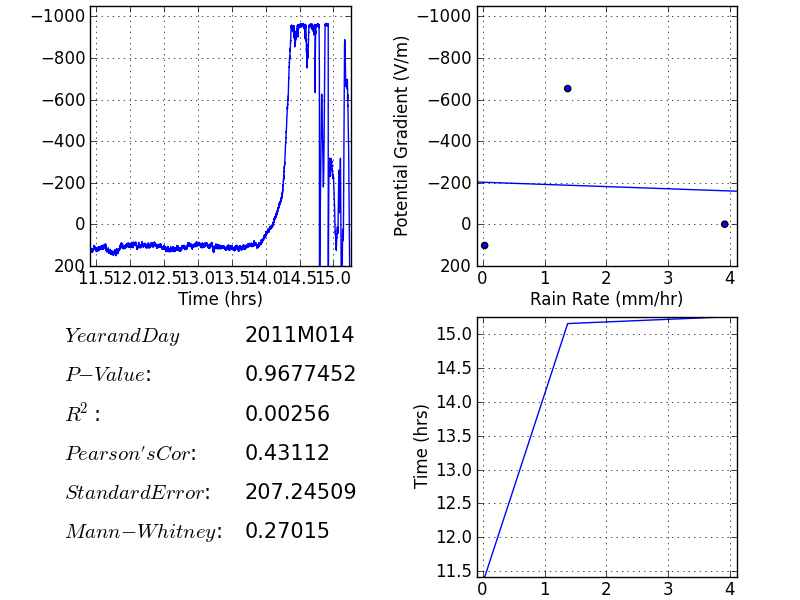 −1000
−800
−600
−400
−200
0
200
11.5 12.0 12.5 13.0 13.5 14.0 14.5 15.0
Time (hrs)
Potential Gradient (V/m)
−1000
−800
−600
−400
−200
0
200
0 1 2 3 4
Rain Rate (mm/hr)
YearandDay 2011M014
P−Value: 0.9677452
R²: 0.00256
Pearson'sCor: 0.43112
StandardError: 207.24509
Mann−Whitney: 0.27015
Time (hrs)
15.0
14.5
14.0
13.5
13.0
12.5
12.0
11.5
0 1 2 3 4